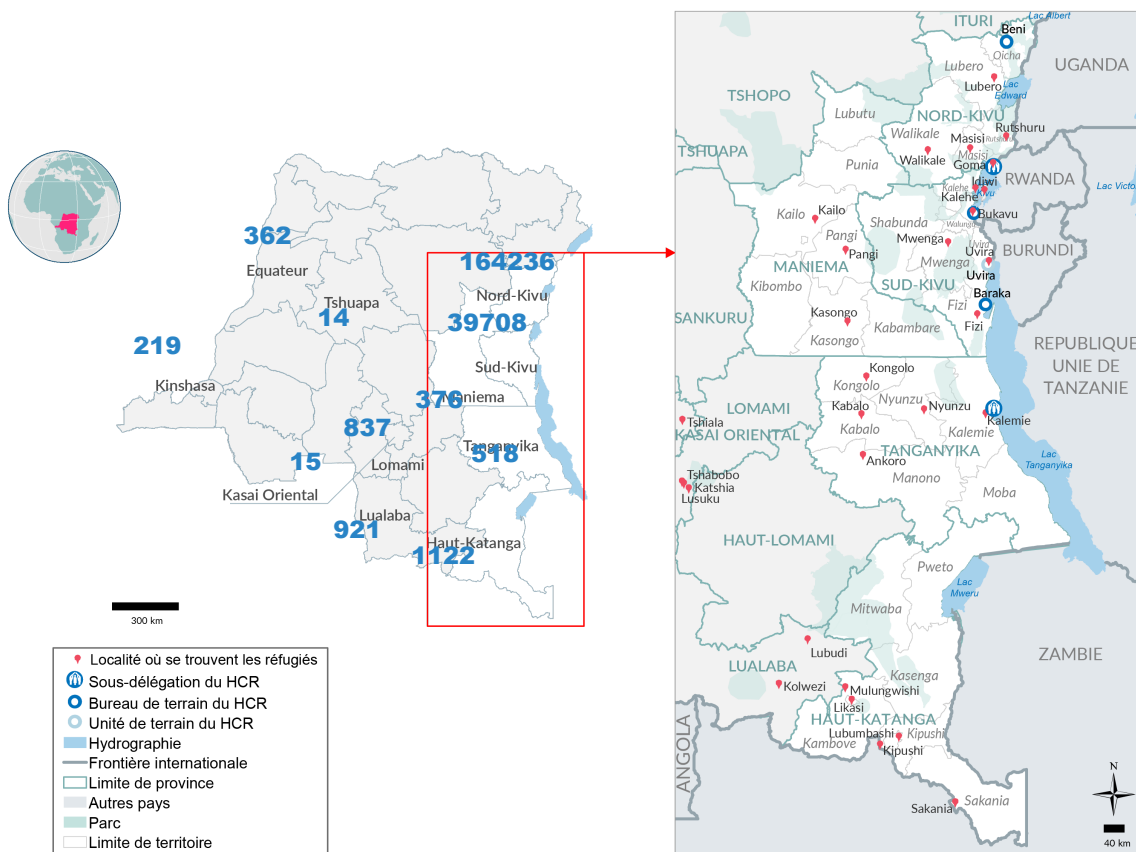 362
Equateur
164236
Nord-Kivu
Tshuapa
14
39708
219
Kinshasa
Sud-Kivu
376
Maniema
837
Tanganyika
518
15
Lomami
Kasai Oriental
Lualaba
921
Haut-Katanga
1122
300 km
Localité où se trouvent les réfugiés
Sous-délégation du HCR
Bureau de terrain du HCR
Unité de terrain du HCR
Hydrographie
Frontière internationale
Limite de province
Autres pays
Parc
Limite de territoire
Lac Albert
ITURI
Beni
Oicha
UGANDA
Lubero
Lubero
Lac
Edward
TSHOPO
Lubutu
NORD-KIVU
Rutshuru
Walikale
Masisi
Masisi
TSHUAPA
Walikale
Goma
Punia
RWANDA
Idjwi
Kalehe
Kivu
Kalehe
Lac Victor
Kailo
Kailo
Shabunda
Bukavu
Walungu
Pangi
Mwenga
Uvira
Uvira
BURUNDI
Pangi
Mwenga
MANIEMA
Uvira
Kibombo
SUD-KIVU
Baraka
Fizi
Kasongo
SANKURU
Kabambare
Fizi
Kasongo
REPUBLIQUE
UNIE DE
TANZANIE
Kongolo
Kongolo
Nyunzu
LOMAMI
Kabalo
Nyunzu
Tshiala
Kabalo
Kalemie
Kalemie
KASAI ORIENTAL
TANGANYIKA
Ankoro
Lac
Tanganyika
Tshabobo
Manono
Katshia
Moba
Lusuku
HAUT-LOMAMI
Pweto
Lac
Mweru
Mitwaba
Lubudi
ZAMBIE
LUALABA
Kasenga
Kolwezi
Mulungwishi
Likasi
HAUT-KATANGA
Lubumbashi
Kipushi
Kambove
Kipushi
ANGOLA
Sakania
Sakania
N
40 km